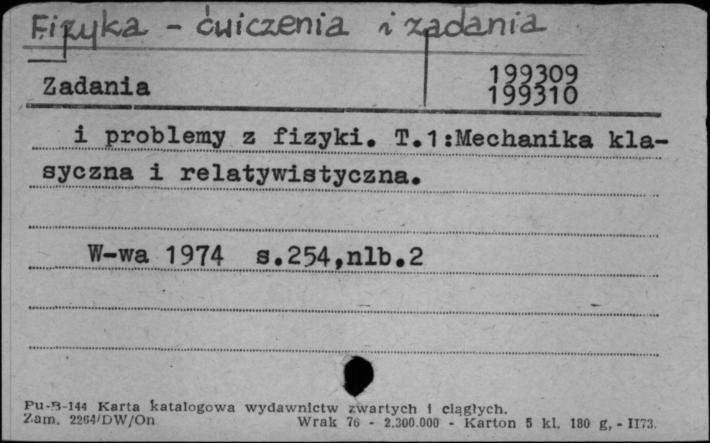 Fizyka - ćwiczenia i zadania
Zadania
199309
199310
i problemy z fizyki. T.1:Mechanika kla-
syczna i relatywistyczna.
W-wa 1974 s.254,nlb.2
Pu-B-144 Karta katalogowa wydawnictw zwartych i ciągłych.
Zam. 2264/DW/On Wrak 76 - 2.300.000 - Karton 5 kl. 180 g, - II73.